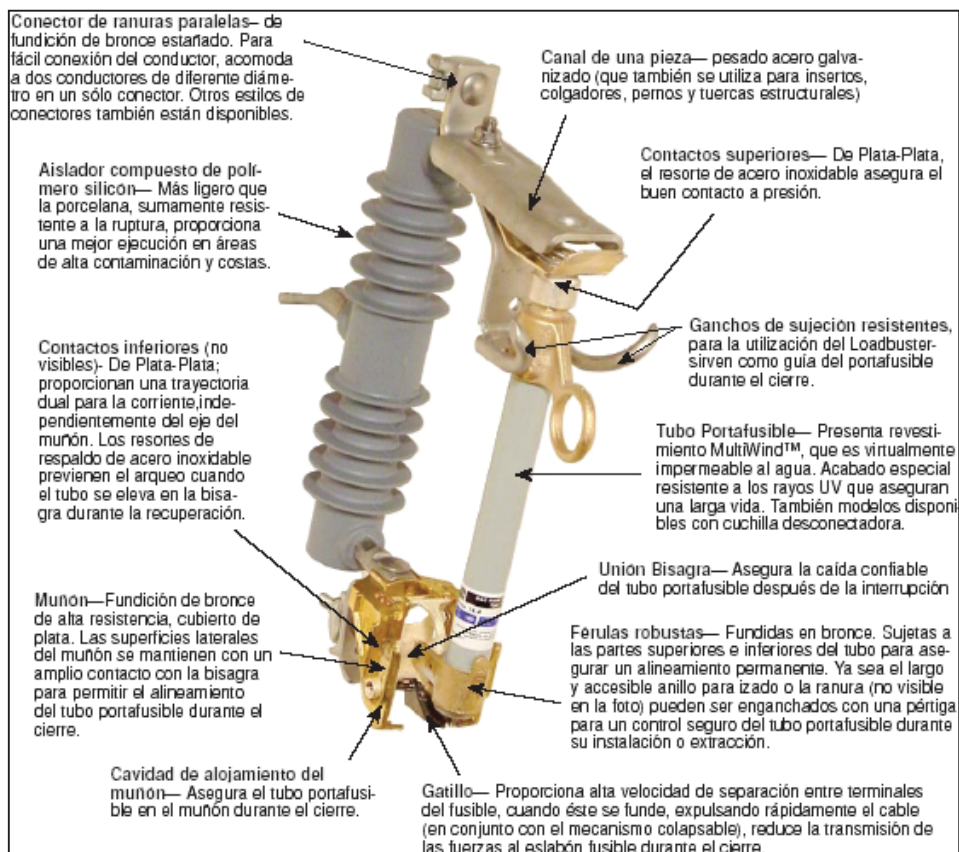 Conector de ranuras paralelas– de
fundición de bronce estañado. Para
fácil conexión del conductor, acomoda
a dos conductores de diferente diáme-
tro en un sólo conector. Otros estilos de
conectores también están disponibles.
Canal de una pieza— pesado acero galva-
nizado (que también se utiliza para insertos,
colgadores, pernos y tuercas estructurales)
Contactos superiores— De Plata-Plata,
el resorte de acero inoxidable asegura el
buen contacto a presión.
Aislador compuesto de polí-
mero silicón— Más ligero que
la porcelana, sumamente resis-
tente a la ruptura, proporciona
una mejor ejecución en áreas
de alta contaminación y costas.
Ganchos de sujeción resistentes,
para la utilización del Loadbuster-
sirven como guía del portafusible
durante el cierre.
Contactos inferiores (no
visibles)- De Plata-Plata;
proporcionan una trayectoria
dual para la corriente,inde-
pendientemente del eje del
muñón. Los resortes de
respaldo de acero inoxidable
previenen el arqueo cuando
el tubo se eleva en la bisa-
gra durante la recuperación.
Tubo Portafusible— Presenta revesti-
miento MultiWind™, que es virtualmente
impermeable al agua. Acabado especial
resistente a los rayos UV que aseguran
una larga vida. También modelos disponi-
bles con cuchilla desconectadora.
Unión Bisagra— Asegura la caída confiable
del tubo portafusible después de la interrupción
Muñón—Fundición de bronce
de alta resistencia, cubierto de
plata. Las superficies laterales
del muñón se mantienen con un
amplio contacto con la bisagra
para permitir el alineamiento
del tubo portafusible durante el
cierre.
Férulas robustas— Fundidas en bronce. Sujetas a
las partes superiores e inferiores del tubo para ase-
gurar un alineamiento permanente. Ya sea el largo
y accesible anillo para izado o la ranura (no visible
en la foto) pueden ser enganchados con una pértiga
para un control seguro del tubo portafusible durante
su instalación o extracción.
Cavidad de alojamiento del
muñón— Asegura el tubo portafusi-
ble en el muñón durante el cierre.
Gatillo— Proporciona alta velocidad de separación entre terminales
del fusible, cuando éste se funde, expulsando rápidamente el cable
(en conjunto con el mecanismo colapsable), reduce la transmisión de
las fuerzas al eslabón fusible durante el cierre